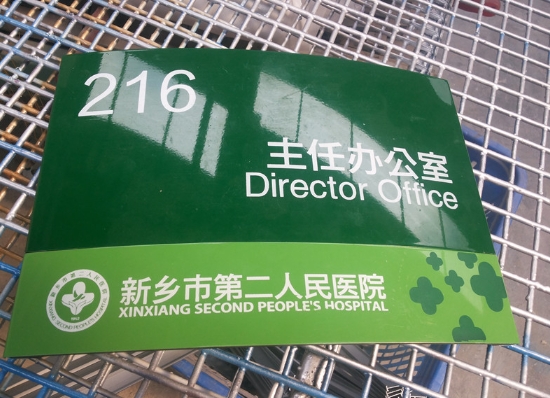 216
主任办公室
Director Office
新乡市第二人民医院
XINXIANG SECOND PEOPLE'S HOSPITAL